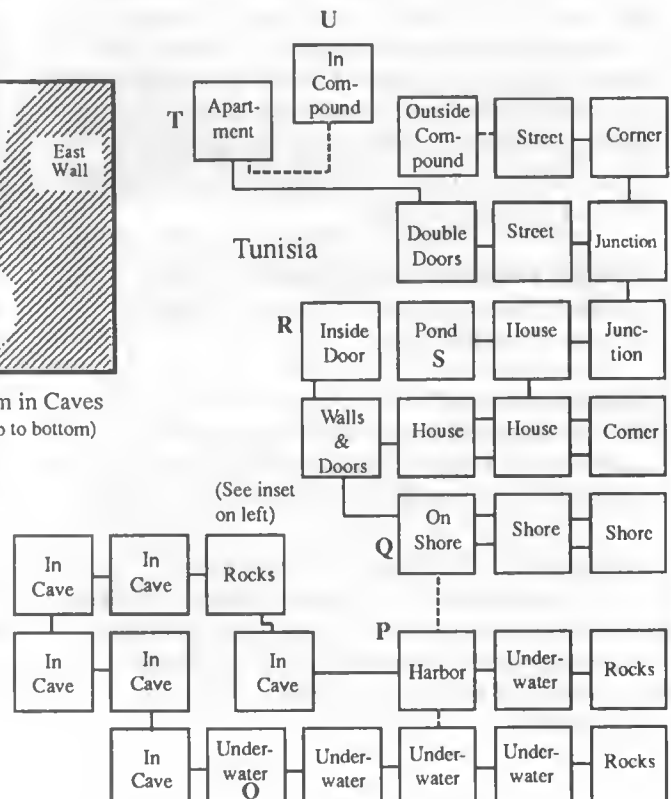 U
In
Com-
pound
T
Apart-
ment
Outside
Com-
pound
Street
Corner
East
Wall
Tunisia
Double
Doors
Street
Junction
R
Inside
Door
Pond
S
House
Junc-
tion
m in Caves
p to bottom)
Walls
&
Doors
House
House
Corner
(See inset
on left)
Q
On
Shore
Shore
Shore
In
Cave
In
Cave
Rocks
P
In
Cave
In
Cave
In
Cave
Harbor
Under-
water
Rocks
In
Cave
Under-
water
O
Under-
water
Under-
water
Under-
water
Rocks